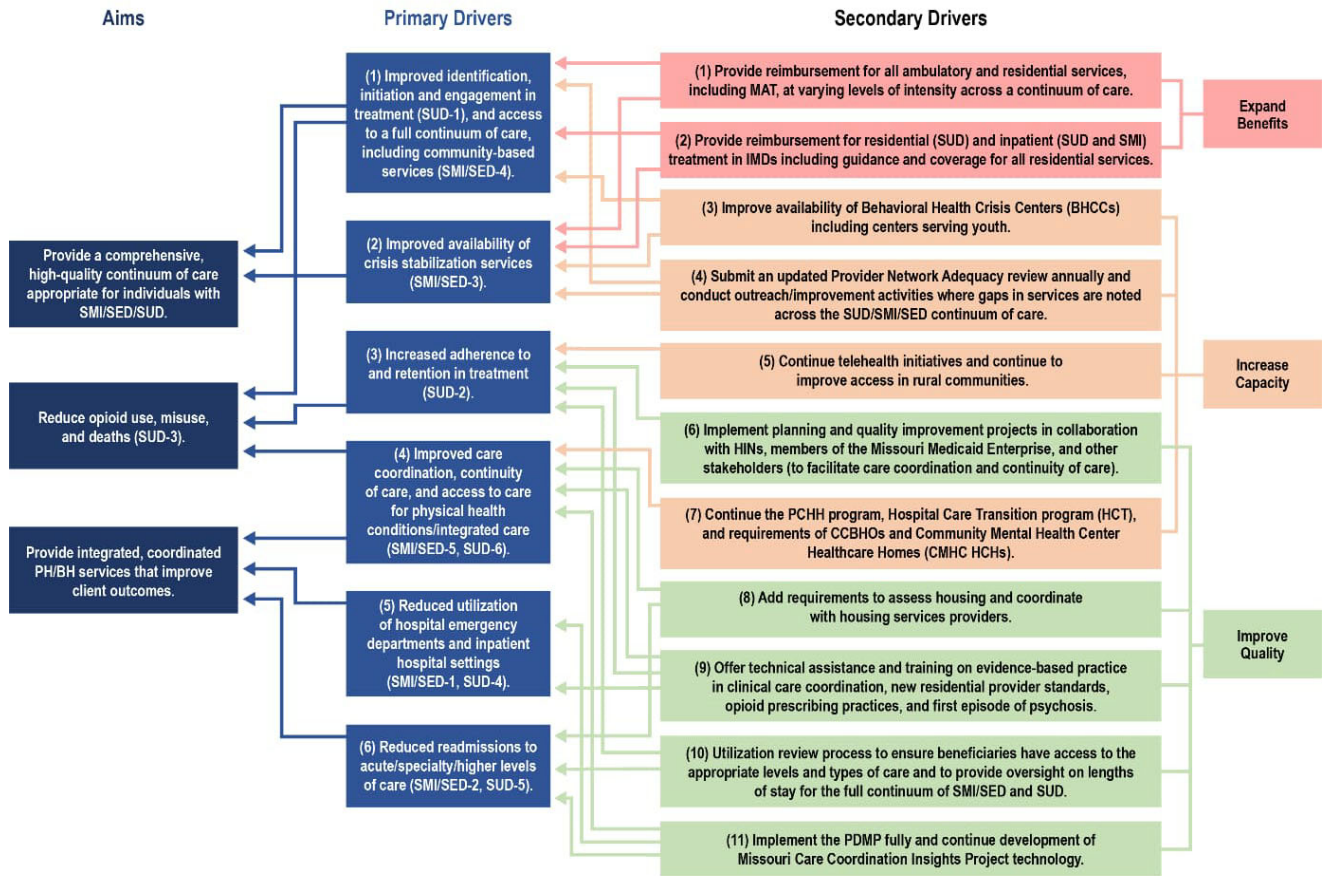 Aims
Primary Drivers
Secondary Drivers
Provide a comprehensive,
high-quality continuum of care
appropriate for individuals with
SMI/SED/SUD.
Reduce opioid use, misuse,
and deaths (SUD-3).
Provide integrated, coordinated
PH/BH services that improve
client outcomes.
(1) Improved identification,
initiation and engagement in
treatment (SUD-1), and access
to a full continuum of care,
including community-based
services (SMI/SED-4).
(2) Improved availability of
crisis stabilization services
(SMI/SED-3).
(3) Increased adherence to
and retention in treatment
(SUD-2).
(4) Improved care
coordination, continuity
of care, and access to care
for physical health
conditions/integrated care
(SMI/SED-5, SUD-6).
(5) Reduced utilization
of hospital emergency
departments and inpatient
hospital settings
(SMI/SED-1, SUD-4).
(6) Reduced readmissions to
acute/specialty/higher levels
of care (SMI/SED-2, SUD-5).
(1) Provide reimbursement for all ambulatory and residential services,
including MAT, at varying levels of intensity across a continuum of care.
(2) Provide reimbursement for residential (SUD) and inpatient (SUD and SMI)
treatment in IMDs including guidance and coverage for all residential services.
(3) Improve availability of Behavioral Health Crisis Centers (BHCCs)
including centers serving youth.
(4) Submit an updated Provider Network Adequacy review annually and
conduct outreach/improvement activities where gaps in services are noted
across the SUD/SMI/SED continuum of care.
(5) Continue telehealth initiatives and continue to
improve access in rural communities.
(6) Implement planning and quality improvement projects in collaboration
with HINs, members of the Missouri Medicaid Enterprise, and other
stakeholders (to facilitate care coordination and continuity of care).
(7) Continue the PCHH program, Hospital Care Transition program (HCT),
and requirements of CCBHOs and Community Mental Health Center
Healthcare Homes (CMHC HCHs).
(8) Add requirements to assess housing and coordinate
with housing services providers.
(9) Offer technical assistance and training on evidence-based practice
in clinical care coordination, new residential provider standards,
opioid prescribing practices, and first episode of psychosis.
(10) Utilization review process to ensure beneficiaries have access to the
appropriate levels and types of care and to provide oversight on lengths
of stay for the full continuum of SMI/SED and SUD.
(11) Implement the PDMP fully and continue development of
Missouri Care Coordination Insights Project technology.
Expand
Benefits
Increase
Capacity
Improve
Quality